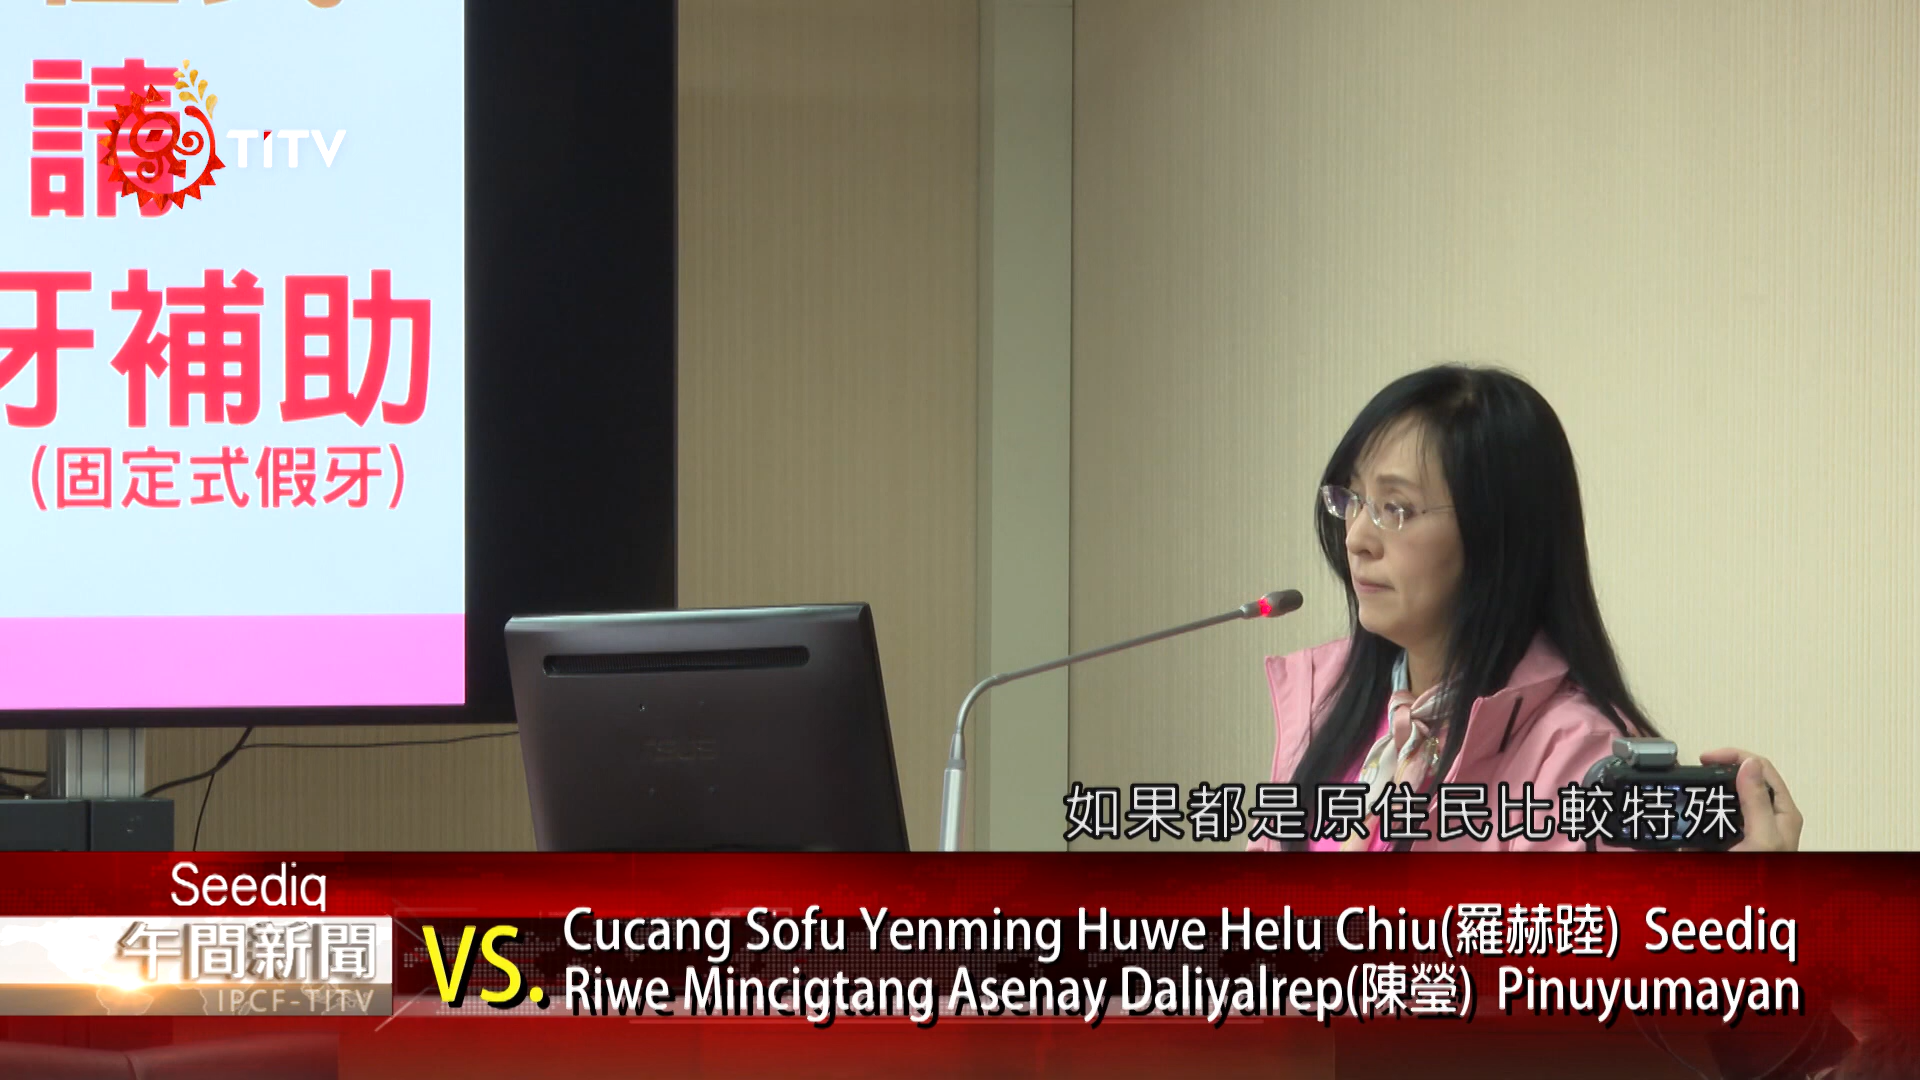 請
TiTV
牙補助
(固定式假牙)
如果都是原住民比較特殊
Seediq
午間新聞
IPCF-TITV
VS.
Cucang Sofu Yenming Huwe Helu Chiu(羅赫踛) Seediq
Riwe Mincigtang Asenay Daliyalrep(陳瑩) Pinuyumayan